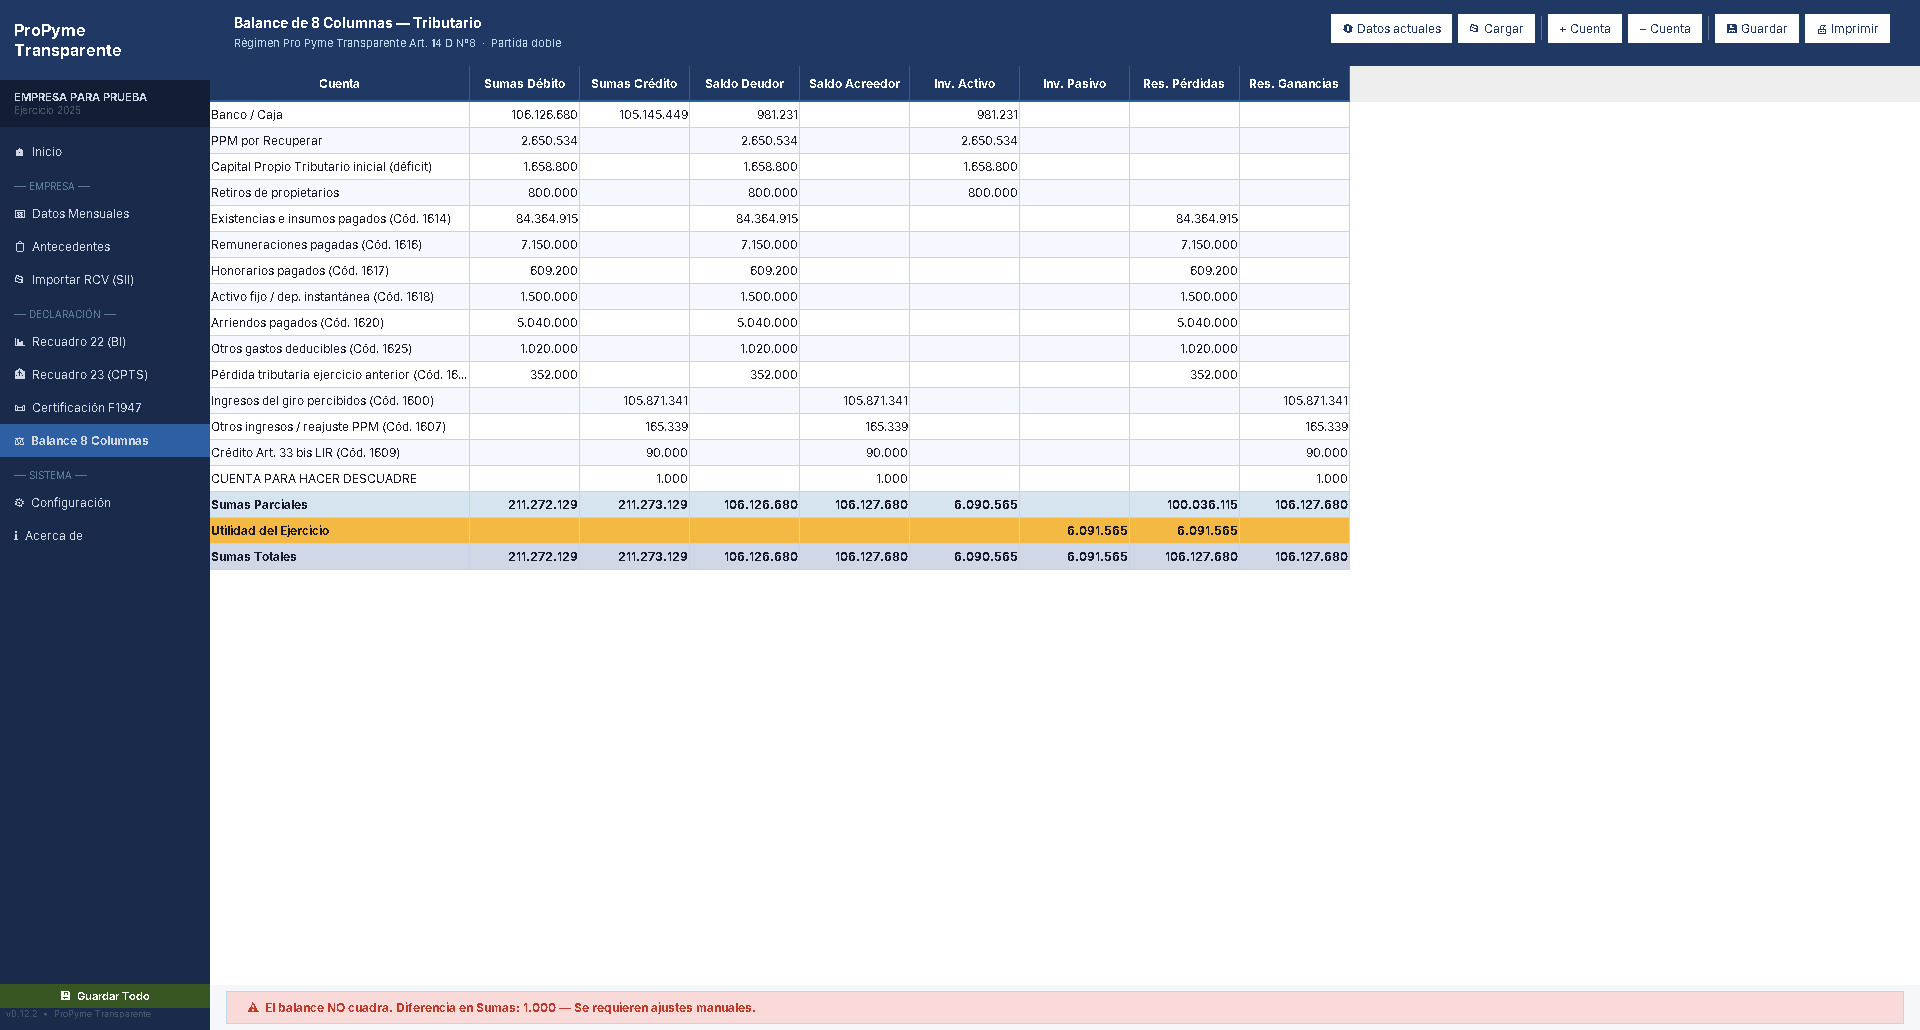 ProPyme
Transparente
EMPRESA PARA PRUEBA
Ejercicio 2025
Inicio
— EMPRESA —
Datos Mensuales
Antecedentes
Importar RCV (SII)
— DECLARACIÓN —
Recuadro 22 (BI)
Recuadro 23 (CPTS)
Certificación F1947
Balance 8 Columnas
— SISTEMA —
Configuración
Acerca de
Guardar Todo
v0.12.2 • ProPyme Transparente
Balance de 8 Columnas — Tributario
Régimen Pro Pyme Transparente Art. 14 D N°8 · Partida doble
Datos actuales Cargar + Cuenta − Cuenta Guardar Imprimir
Cuenta Sumas Débito Sumas Crédito Saldo Deudor Saldo Acreedor Inv. Activo Inv. Pasivo Res. Pérdidas Res. Ganancias
Banco / Caja 106.126.680 105.145.449 981.231 981.231
PPM por Recuperar 2.650.534 2.650.534 2.650.534
Capital Propio Tributario inicial (déficit) 1.658.800 1.658.800 1.658.800
Retiros de propietarios 800.000 800.000 800.000
Existencias e insumos pagados (Cód. 1614) 84.364.915 84.364.915 84.364.915
Remuneraciones pagadas (Cód. 1616) 7.150.000 7.150.000 7.150.000
Honorarios pagados (Cód. 1617) 609.200 609.200 609.200
Activo fijo / dep. instantánea (Cód. 1618) 1.500.000 1.500.000 1.500.000
Arriendos pagados (Cód. 1620) 5.040.000 5.040.000 5.040.000
Otros gastos deducibles (Cód. 1625) 1.020.000 1.020.000 1.020.000
Pérdida tributaria ejercicio anterior (Cód. 16... 352.000 352.000 352.000
Ingresos del giro percibidos (Cód. 1600) 105.871.341 105.871.341 105.871.341
Otros ingresos / reajuste PPM (Cód. 1607) 165.339 165.339 165.339
Crédito Art. 33 bis LIR (Cód. 1609) 90.000 90.000 90.000
CUENTA PARA HACER DESCUADRE 1.000 1.000 1.000
Sumas Parciales 211.272.129 211.273.129 106.126.680 106.127.680 6.090.565 100.036.115 106.127.680
Utilidad del Ejercicio 6.091.565 6.091.565
Sumas Totales 211.272.129 211.273.129 106.126.680 106.127.680 6.090.565 6.091.565 106.127.680 106.127.680
El balance NO cuadra. Diferencia en Sumas: 1.000 — Se requieren ajustes manuales.